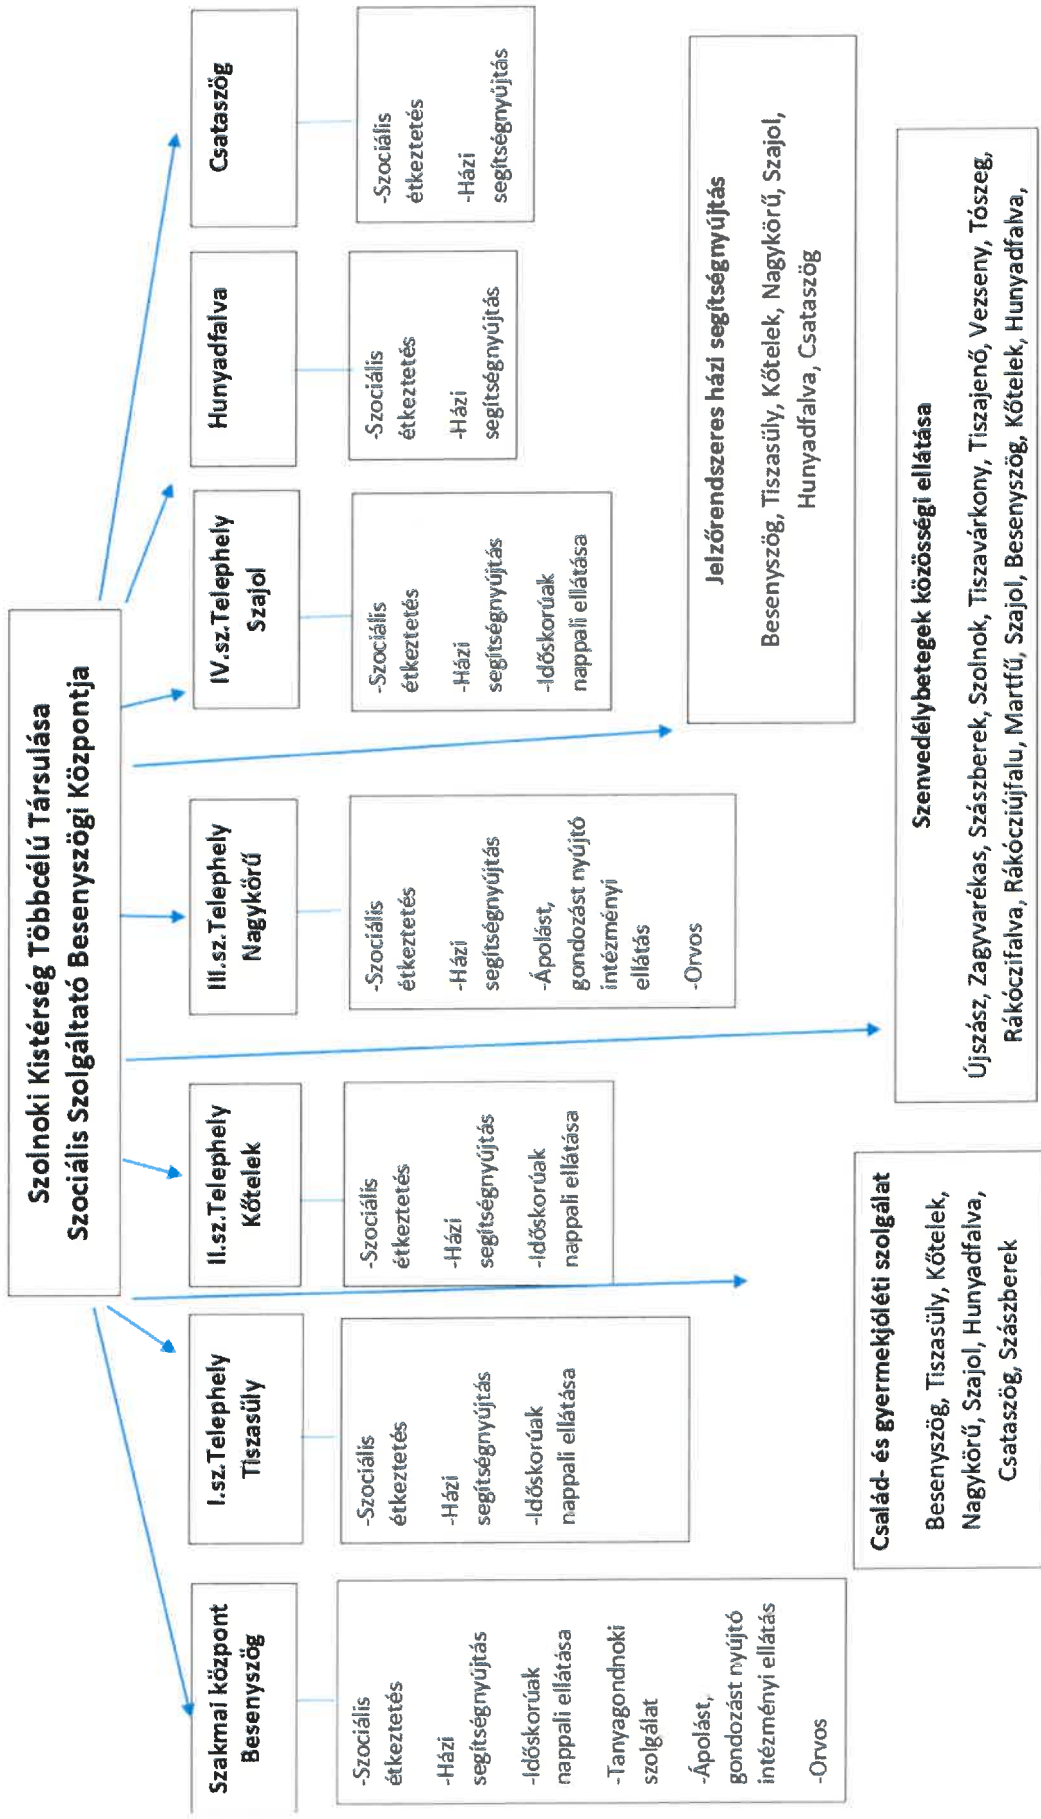 Szolnoki Kistérség Többcélú Társulása
Szociális Szolgáltató Besenyszögi Központja
Szakmai központ
Besenyszög
-Szociális
étkeztetés
-Házi
segítségnyújtás
-Időskorúak
nappali ellátása
-Tanyagondnoki
szolgálat
-Ápolást,
gondozást nyújtó
intézményi ellátás
-Orvos
I.sz.Telephely
Tiszasüly
-Szociális
étkeztetés
-Házi
segítségnyújtás
-Időskorúak
nappali ellátása
II.sz.Telephely
Kőtelek
-Szociális
étkeztetés
-Házi
segítségnyújtás
-Időskorúak
nappali ellátása
III.sz.Telephely
Nagykörű
-Szociális
étkeztetés
-Házi
segítségnyújtás
-Ápolást,
gondozást nyújtó
intézményi
ellátás
-Orvos
IV.sz.Telephely
Szajol
-Szociális
étkeztetés
-Házi
segítségnyújtás
-Időskorúak
nappali ellátása
Hunyadfalva
-Szociális
étkeztetés
-Házi
segítségnyújtás
Csataszög
-Szociális
étkeztetés
-Házi
segítségnyújtás
Jelzőrendszeres házi segítségnyújtás
Besenyszög, Tiszasüly, Kőtelek, Nagykörű, Szajol,
Hunyadfalva, Csataszög
Család- és gyermekjóléti szolgálat
Besenyszög, Tiszasüly, Kőtelek,
Nagykörű, Szajol, Hunyadfalva,
Csataszög, Szászberek
Szenvedélybetegek közösségi ellátása
Újszász, Zagyvarékas, Szászberek, Szolnok, Tiszavárkony, Tiszajenő, Vezseny, Tószeg,
Rákóczifalva, Rákócziújfalu, Martfű, Szajol, Besenyszög, Kőtelek, Hunyadfalva,